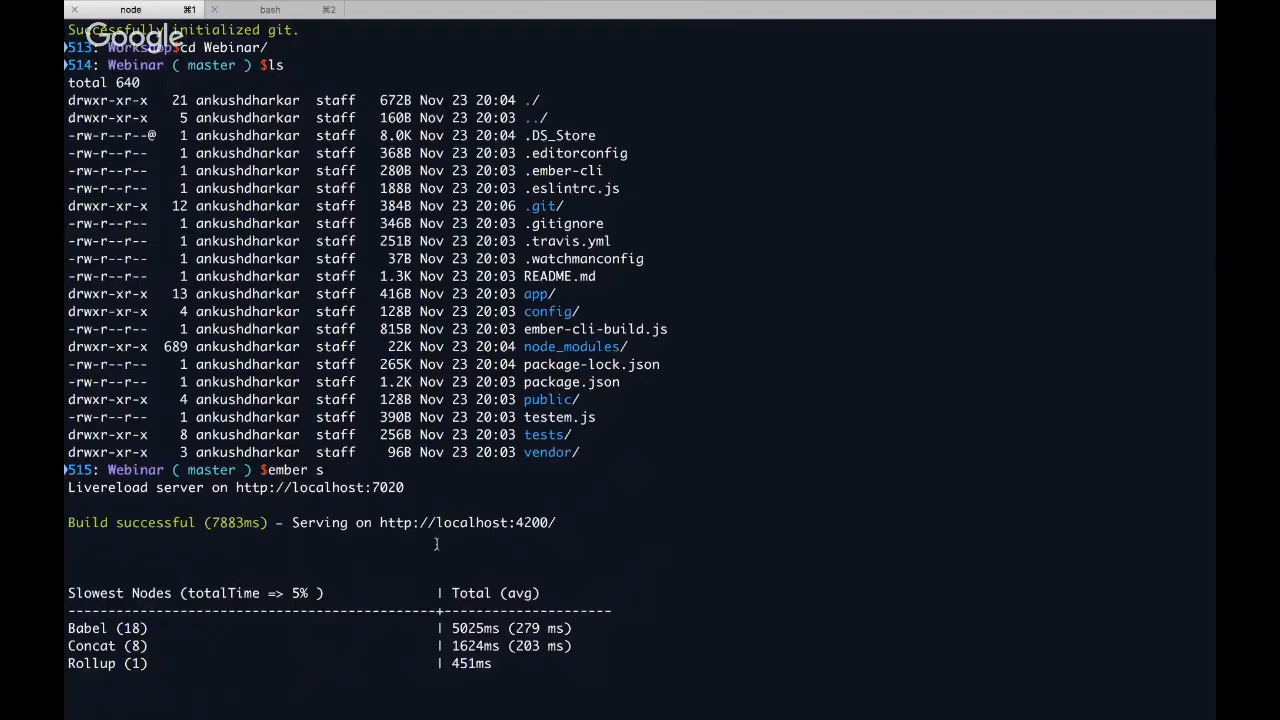 node ⌘1 bash ⌘2
Successfully initialized git.
Google
513: Workshop $cd Webinar/
514: Webinar ( master ) $ls
total 640
drwxr-xr-x 21 ankushdharkar staff 672B Nov 23 20:04 ./
drwxr-xr-x 5 ankushdharkar staff 160B Nov 23 20:03 ../
-rw-r--r--@ 1 ankushdharkar staff 8.0K Nov 23 20:04 .DS_Store
-rw-r--r-- 1 ankushdharkar staff 368B Nov 23 20:03 .editorconfig
-rw-r--r-- 1 ankushdharkar staff 280B Nov 23 20:03 .ember-cli
-rw-r--r-- 1 ankushdharkar staff 188B Nov 23 20:03 .eslintrc.js
drwxr-xr-x 12 ankushdharkar staff 384B Nov 23 20:06 .git/
-rw-r--r-- 1 ankushdharkar staff 346B Nov 23 20:03 .gitignore
-rw-r--r-- 1 ankushdharkar staff 251B Nov 23 20:03 .travis.yml
-rw-r--r-- 1 ankushdharkar staff 37B Nov 23 20:03 .watchmanconfig
-rw-r--r-- 1 ankushdharkar staff 1.3K Nov 23 20:03 README.md
drwxr-xr-x 13 ankushdharkar staff 416B Nov 23 20:03 app/
drwxr-xr-x 4 ankushdharkar staff 128B Nov 23 20:03 config/
-rw-r--r-- 1 ankushdharkar staff 815B Nov 23 20:03 ember-cli-build.js
drwxr-xr-x 689 ankushdharkar staff 22K Nov 23 20:04 node_modules/
-rw-r--r-- 1 ankushdharkar staff 265K Nov 23 20:04 package-lock.json
-rw-r--r-- 1 ankushdharkar staff 1.2K Nov 23 20:03 package.json
drwxr-xr-x 4 ankushdharkar staff 128B Nov 23 20:03 public/
-rw-r--r-- 1 ankushdharkar staff 390B Nov 23 20:03 testem.js
drwxr-xr-x 8 ankushdharkar staff 256B Nov 23 20:03 tests/
drwxr-xr-x 3 ankushdharkar staff 96B Nov 23 20:03 vendor/
515: Webinar ( master ) $ember s
Livereload server on http://localhost:7020
Build successful (7883ms) – Serving on http://localhost:4200/
Slowest Nodes (totalTime => 5% ) | Total (avg)
----------------------------------------------+---------------------
Babel (18) | 5025ms (279 ms)
Concat (8) | 1624ms (203 ms)
Rollup (1) | 451ms